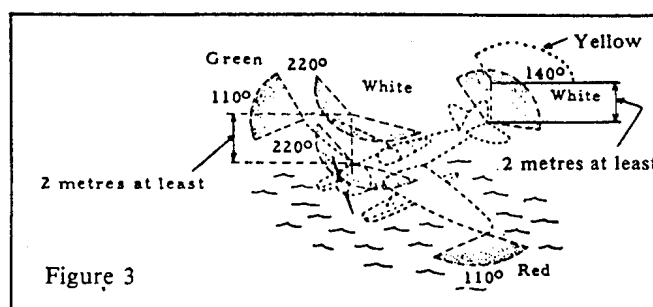 Yellow
Green
220°
White
140°
110°
White
220°
2 metres at least
2 metres at least
Figure 3
110°
Red